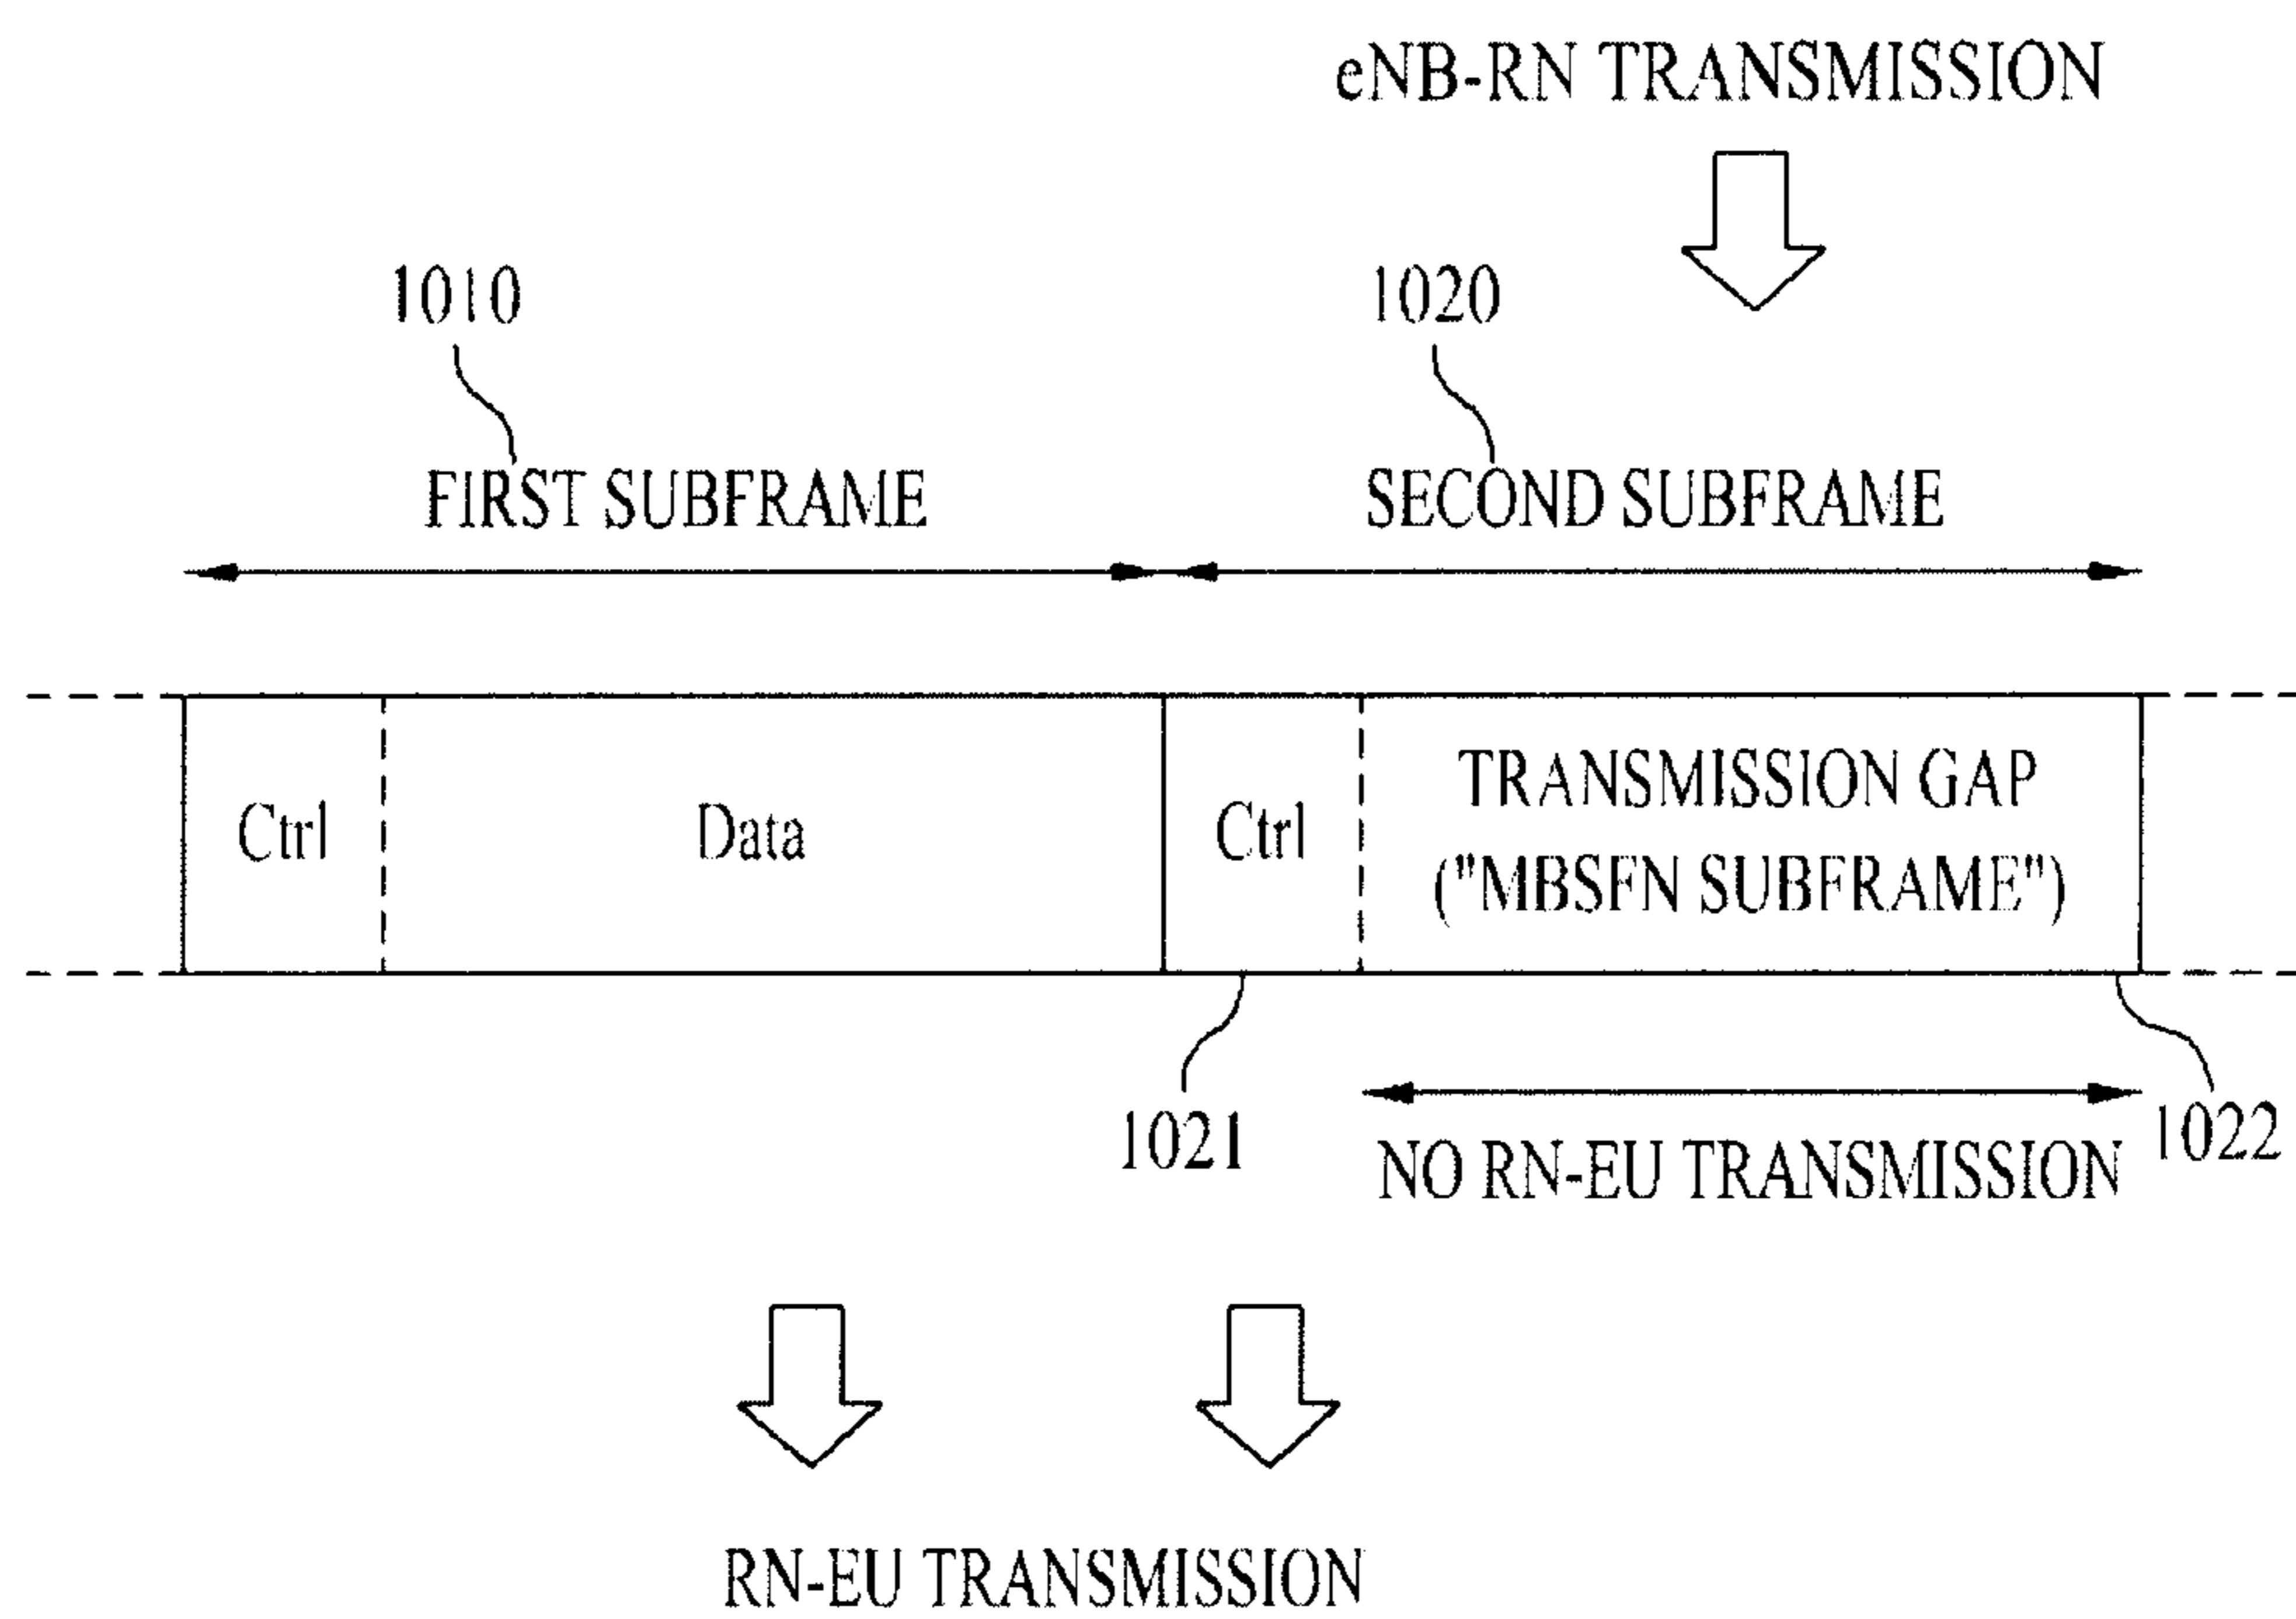 eNB-RN TRANSMISSION
1010
1020
FIRST SUBFRAME
SECOND SUBFRAME
Ctrl
Data
Ctrl
TRANSMISSION GAP
("MBSFN SUBFRAME")
1021
1022
NO RN-EU TRANSMISSION
RN-EU TRANSMISSION